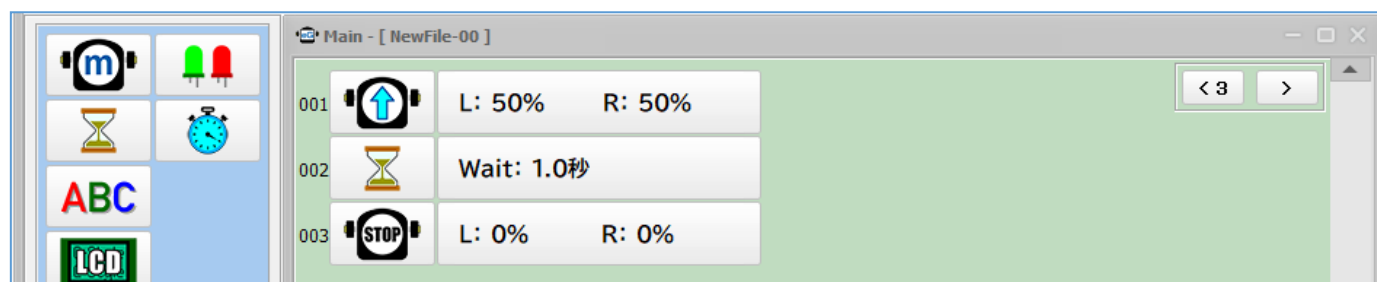 Main - [ NewFile-00 ]
m
ABC
LCD
< 3 >
001 L: 50% R: 50%
002 Wait: 1.0秒
003 STOP L: 0% R: 0%